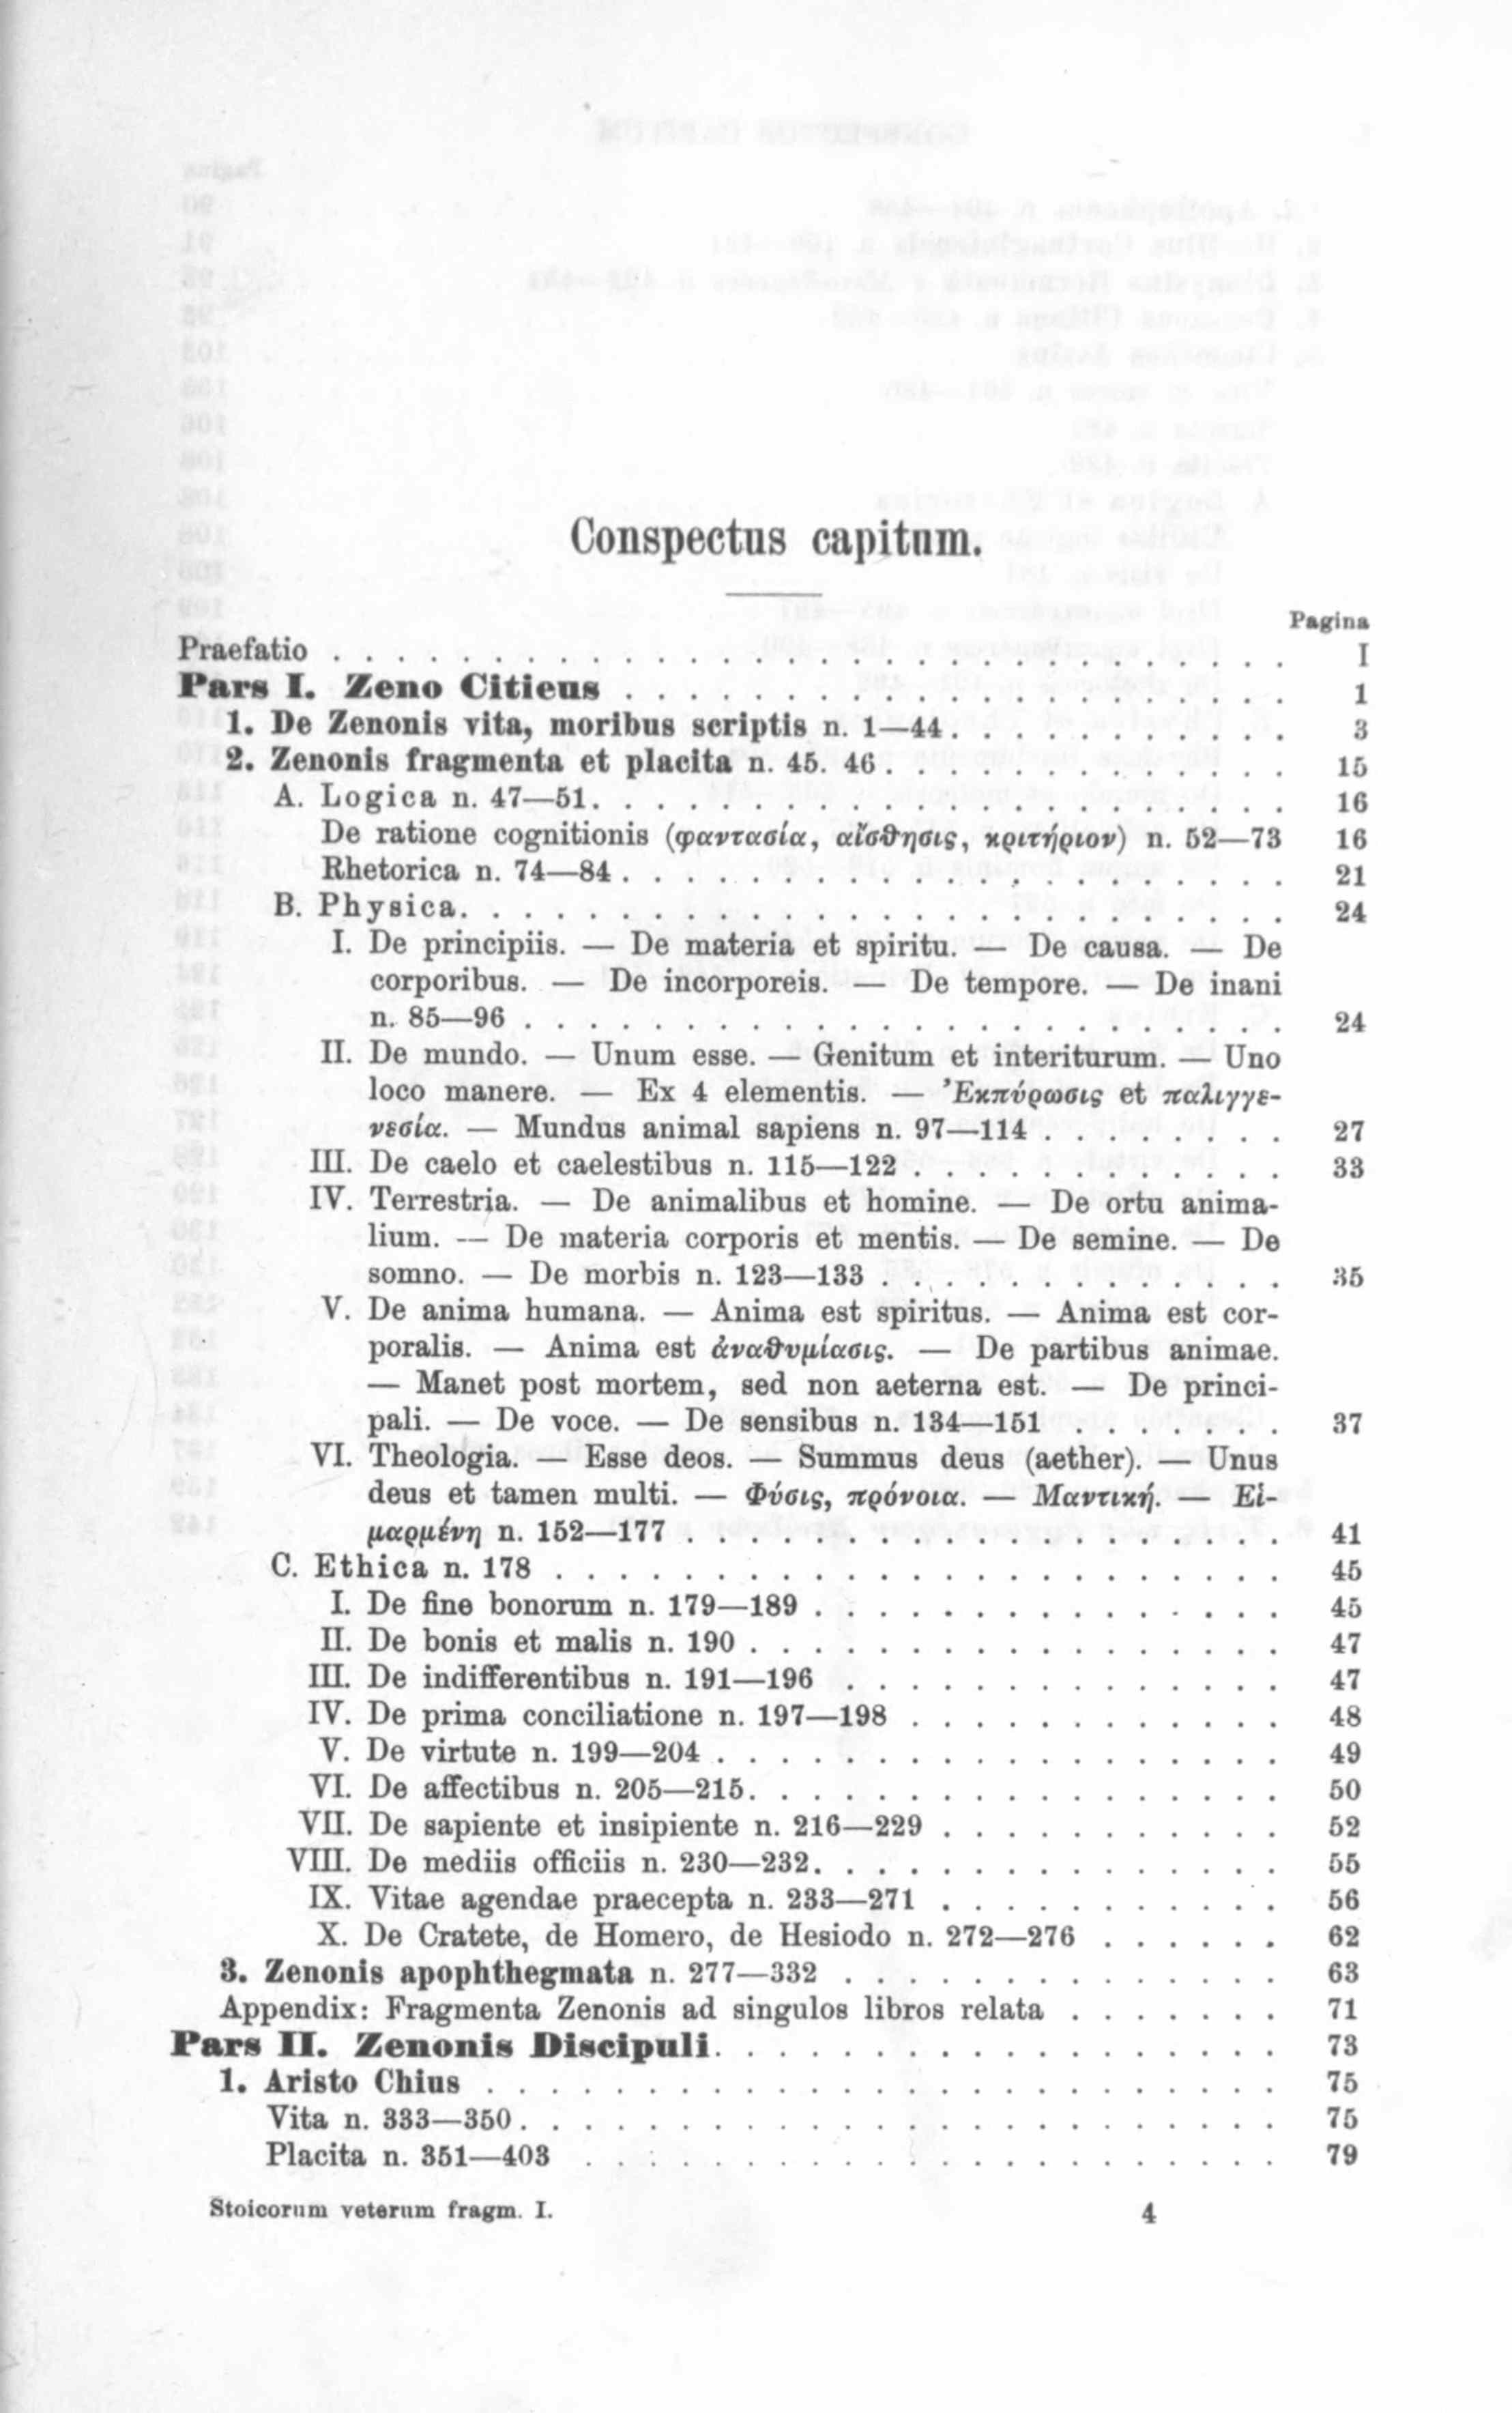 Conspectus capitum.
Pagina
Praefatio . . . . . . . . . . . . . . . . . . . . . . . . . . . . . . I
Pars I. Zeno Citieus . . . . . . . . . . . . . . . . . . . . . 1
1. De Zenonis vita, moribus scriptis n. 1—44 . . . . . . . . . . . 3
2. Zenonis fragmenta et placita n. 45. 46 . . . . . . . . . . . . . 15
A. Logica n. 47—51. . . . . . . . . . . . . . . . . . . . . . 16
De ratione cognitionis (φαντασία, αἴσθησις, κριτήριον) n. 52—73 16
Rhetorica n. 74—84 . . . . . . . . . . . . . . . . . . . . . 21
B. Physica. . . . . . . . . . . . . . . . . . . . . . . . . . 24
I. De principiis. — De materia et spiritu. — De causa. — De
corporibus. — De incorporeis. — De tempore. — De inani
n. 85—96 . . . . . . . . . . . . . . . . . . . . . . . . 24
II. De mundo. — Unum esse. — Genitum et interiturum. — Uno
loco manere. — Ex 4 elementis. — Ἐκπύρωσις et παλιγγε-
νεσία. — Mundus animal sapiens n. 97—114 . . . . . . . . 27
III. De caelo et caelestibus n. 115—122 . . . . . . . . . . . . 33
IV. Terrestria. — De animalibus et homine. — De ortu anima-
lium. — De materia corporis et mentis. — De semine. — De
somno. — De morbis n. 123—133 . . . . . . . . . . . . . 35
V. De anima humana. — Anima est spiritus. — Anima est cor-
poralis. — Anima est ἀναθυμίασις. — De partibus animae.
— Manet post mortem, sed non aeterna est. — De princi-
pali. — De voce. — De sensibus n. 134—151 . . . . . . . 37
VI. Theologia. — Esse deos. — Summus deus (aether). — Unus
deus et tamen multi. — Φύσις, πρόνοια. — Μαντική. — Εἱ-
μαρμένη n. 152—177 . . . . . . . . . . . . . . . . . . . 41
C. Ethica n. 178 . . . . . . . . . . . . . . . . . . . . . . . 45
I. De fine bonorum n. 179—189 . . . . . . . . . . . . . . . 45
II. De bonis et malis n. 190 . . . . . . . . . . . . . . . . . 47
III. De indifferentibus n. 191—196 . . . . . . . . . . . . . . 47
IV. De prima conciliatione n. 197—198 . . . . . . . . . . . . 48
V. De virtute n. 199—204 . . . . . . . . . . . . . . . . . . 49
VI. De affectibus n. 205—215. . . . . . . . . . . . . . . . . 50
VII. De sapiente et insipiente n. 216—229 . . . . . . . . . . . 52
VIII. De mediis officiis n. 230—232. . . . . . . . . . . . . . . 55
IX. Vitae agendae praecepta n. 233—271 . . . . . . . . . . . 56
X. De Cratete, de Homero, de Hesiodo n. 272—276 . . . . . . 62
3. Zenonis apophthegmata n. 277—332 . . . . . . . . . . . . . . 63
Appendix: Fragmenta Zenonis ad singulos libros relata . . . . . . . 71
Pars II. Zenonis Discipuli. . . . . . . . . . . . . . . . . . 73
1. Aristo Chius . . . . . . . . . . . . . . . . . . . . . . . . . 75
Vita n. 333—350 . . . . . . . . . . . . . . . . . . . . . . . . 75
Placita n. 351—403 . . . . . . . . . . . . . . . . . . . . . . 79
Stoicorum veterum fragm. I. 4